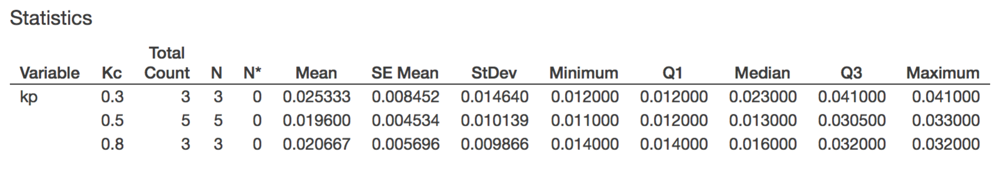 Statistics
Total
Variable Kc Count N N* Mean SE Mean StDev Minimum Q1 Median Q3 Maximum
kp 0.3 3 3 0 0.025333 0.008452 0.014640 0.012000 0.012000 0.023000 0.041000 0.041000
0.5 5 5 0 0.019600 0.004534 0.010139 0.011000 0.012000 0.013000 0.030500 0.033000
0.8 3 3 0 0.020667 0.005696 0.009866 0.014000 0.014000 0.016000 0.032000 0.032000